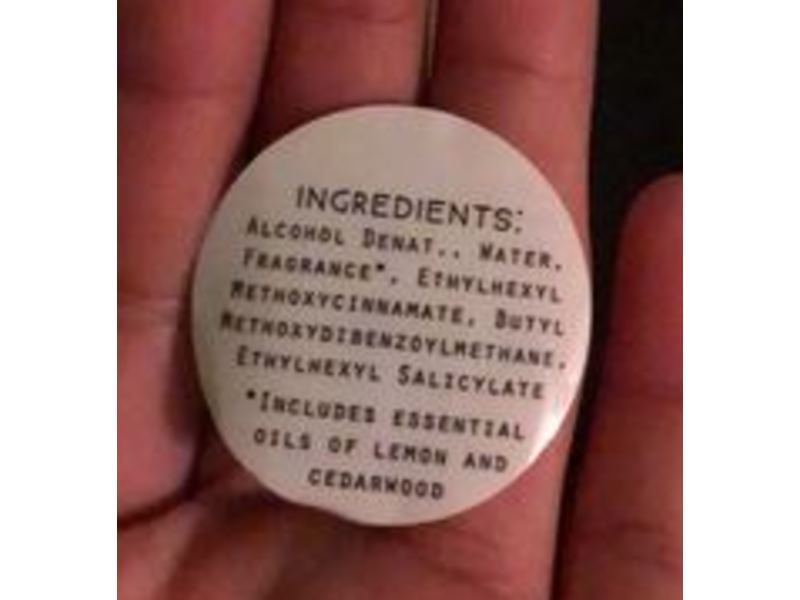 INGREDIENTS:
ALCOHOL DENAT., WATER,
FRAGRANCE*, ETHYLHEXYL
METHOXYCINNAMATE, BUTYL
METHOXYDIBENZOYLMETHANE,
ETHYLHEXYL SALICYLATE
*INCLUDES ESSENTIAL
OILS OF LEMON AND
CEDARWOOD